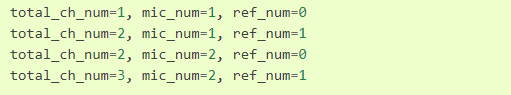 total_ch_num=1, mic_num=1, ref_num=0
total_ch_num=2, mic_num=1, ref_num=1
total_ch_num=2, mic_num=2, ref_num=0
total_ch_num=3, mic_num=2, ref_num=1